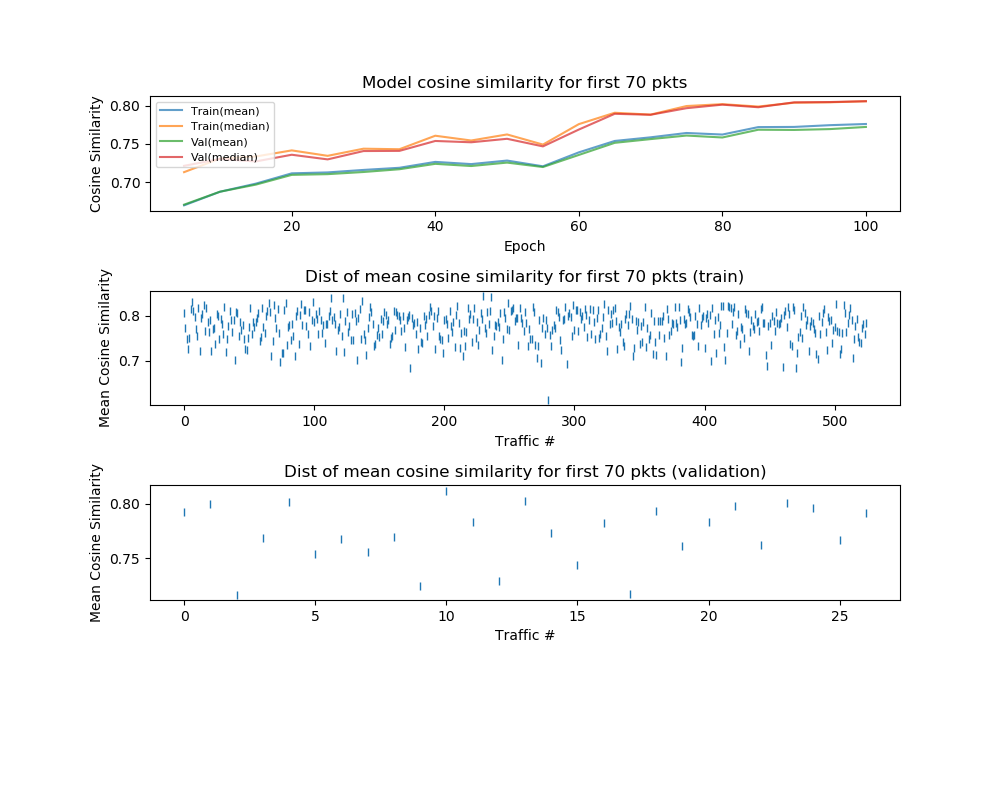 Model cosine similarity for first 70 pkts
Cosine Similarity
0.80
0.75
0.70
Train(mean)
Train(median)
Val(mean)
Val(median)
20 40 60 80 100
Epoch
Dist of mean cosine similarity for first 70 pkts (train)
Mean Cosine Similarity
0.8
0.7
0 100 200 300 400 500
Traffic #
Dist of mean cosine similarity for first 70 pkts (validation)
Mean Cosine Similarity
0.80
0.75
0 5 10 15 20 25
Traffic #